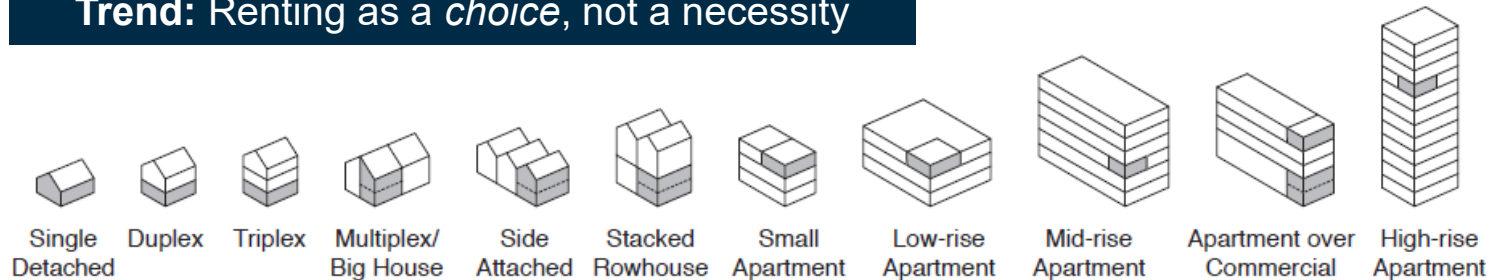 Trend: Renting as a choice, not a necessity
Single Detached
Duplex
Triplex
Multiplex/ Big House
Side Attached
Stacked Rowhouse
Small Apartment
Low-rise Apartment
Mid-rise Apartment
Apartment over Commercial
High-rise Apartment